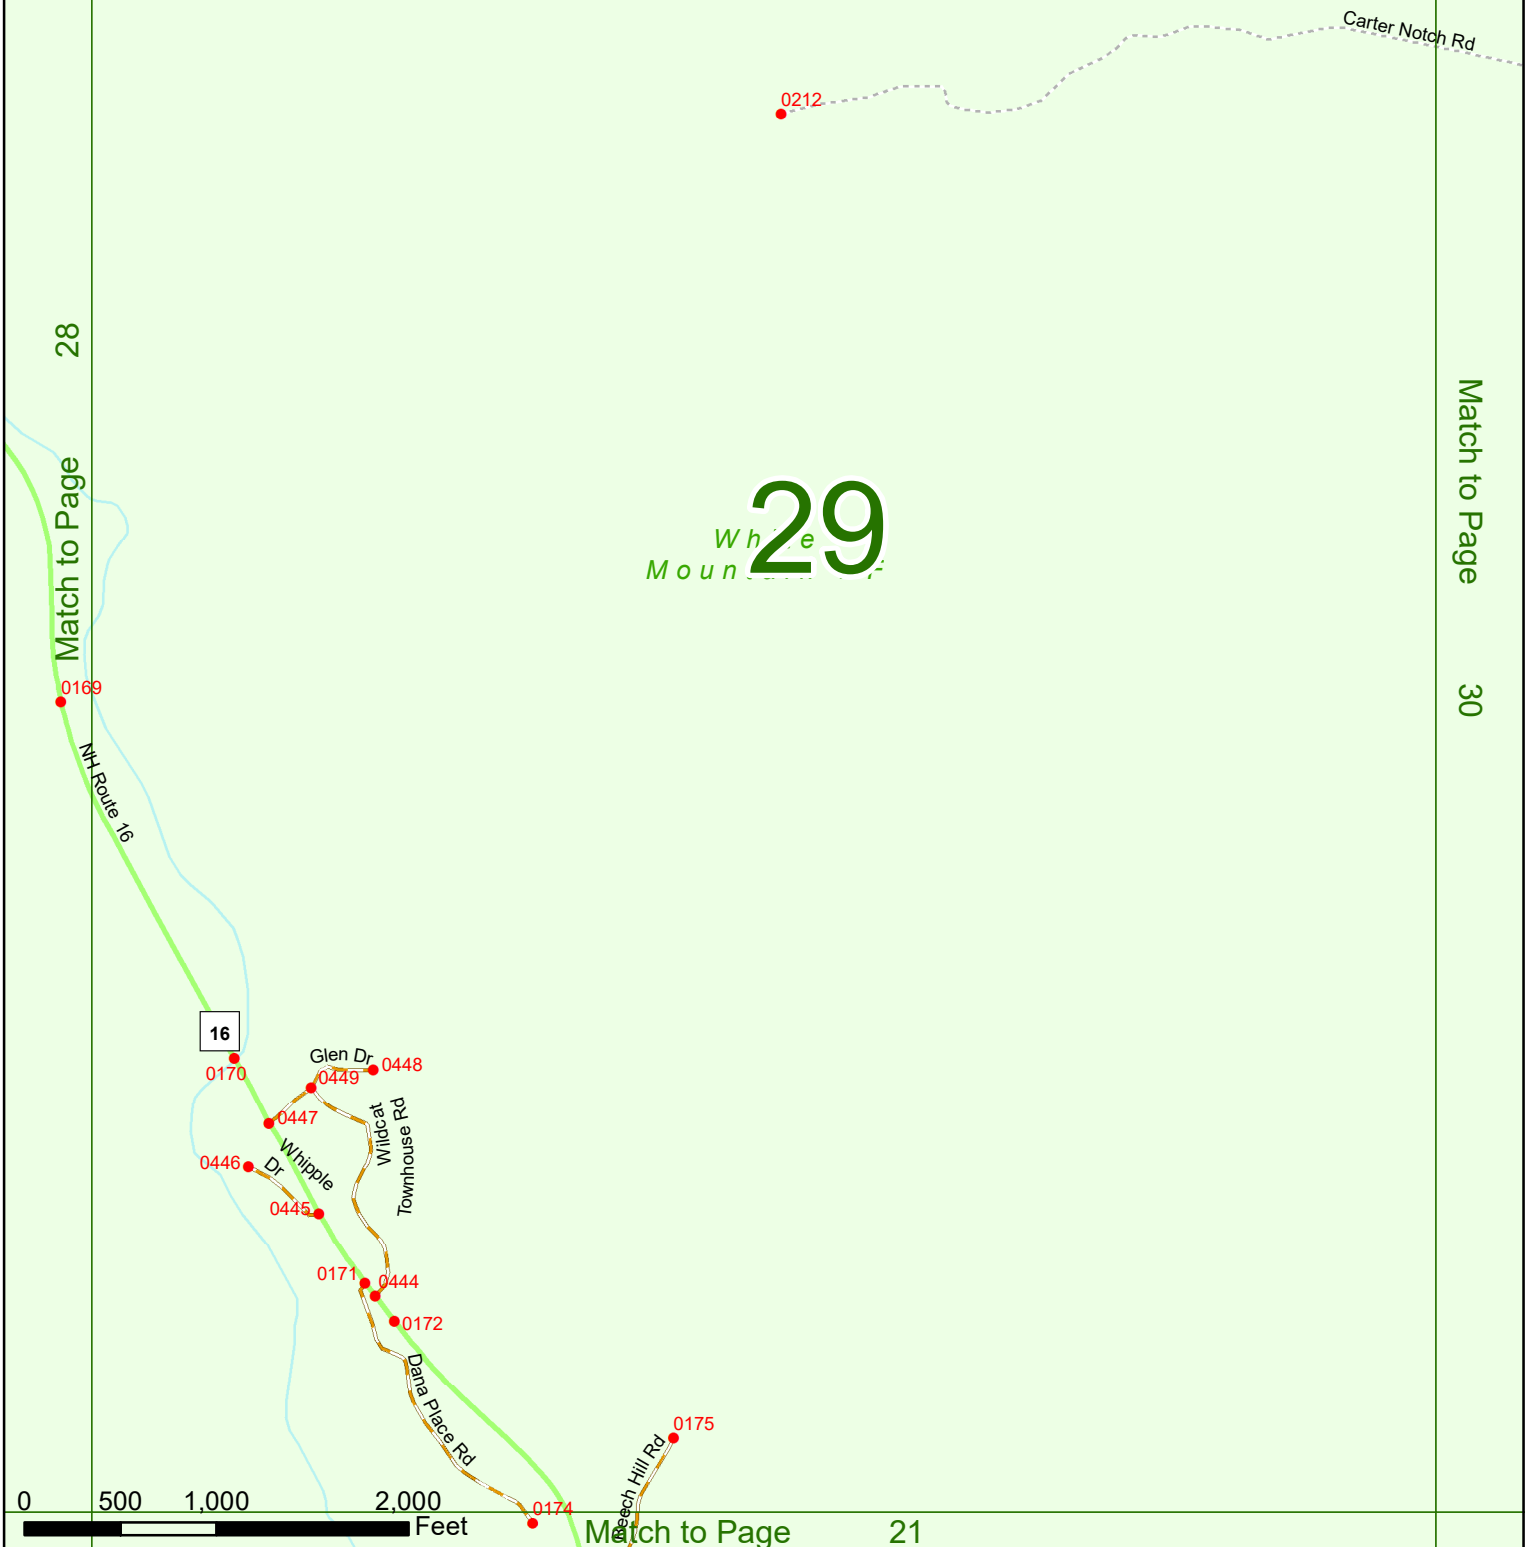 Carter Notch Rd
0212
28
Match to Page
Match to Page
30
29
White
0169
NH Route 16
16
0170
Glen Dr
0448
0449
0447
Wildcat
Townhouse Rd
Whipple
Dr
0446
0445
0171
0444
0172
Dana Place Rd
0175
Beech Hill Rd
0174
0 500 1,000 2,000
Feet
Match to Page 21